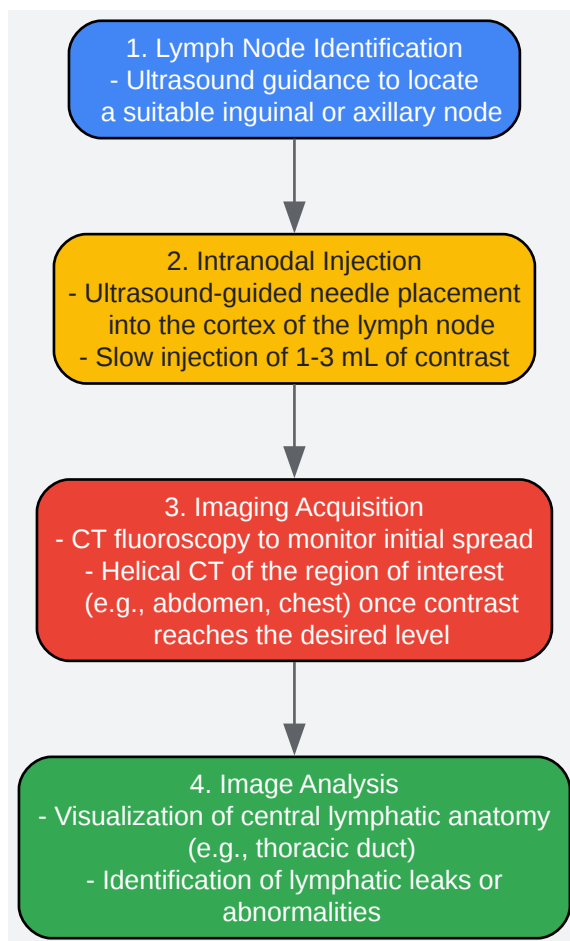 1. Lymph Node Identification
- Ultrasound guidance to locate
a suitable inguinal or axillary node
2. Intranodal Injection
- Ultrasound-guided needle placement
into the cortex of the lymph node
- Slow injection of 1-3 mL of contrast
3. Imaging Acquisition
- CT fluoroscopy to monitor initial spread
- Helical CT of the region of interest
(e.g., abdomen, chest) once contrast
reaches the desired level
4. Image Analysis
- Visualization of central lymphatic anatomy
(e.g., thoracic duct)
- Identification of lymphatic leaks or
abnormalities